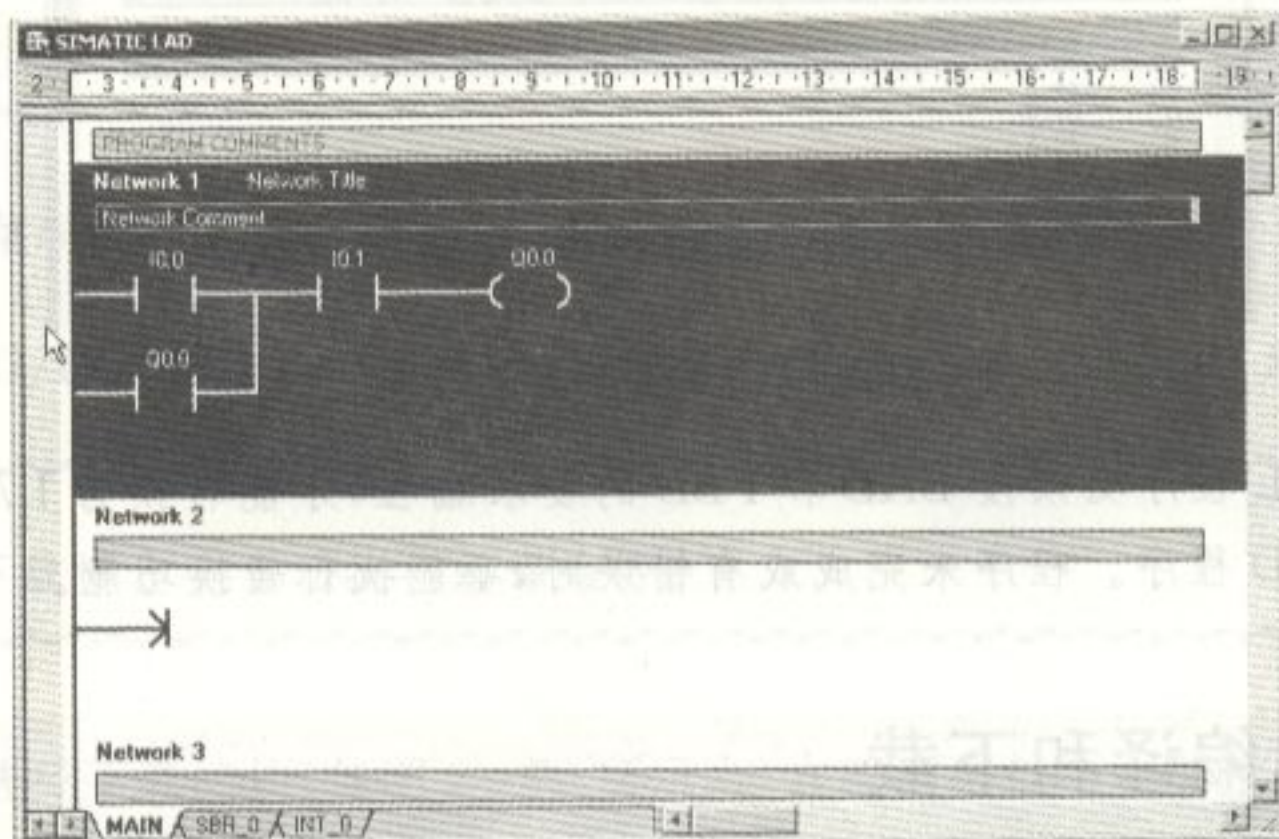 SIMATIC LAD
2 · 3 · 4 · 5 · 6 · 7 · 8 · 9 · 10 · 11 · 12 · 13 · 14 · 15 · 16 · 17 · 18 · 19
PROGRAM COMMENTS
Network 1 Network Title
Network Comment
I0.0 I0.1 Q0.0
Q0.0
Network 2
Network 3
MAIN SBR_0 INT_0